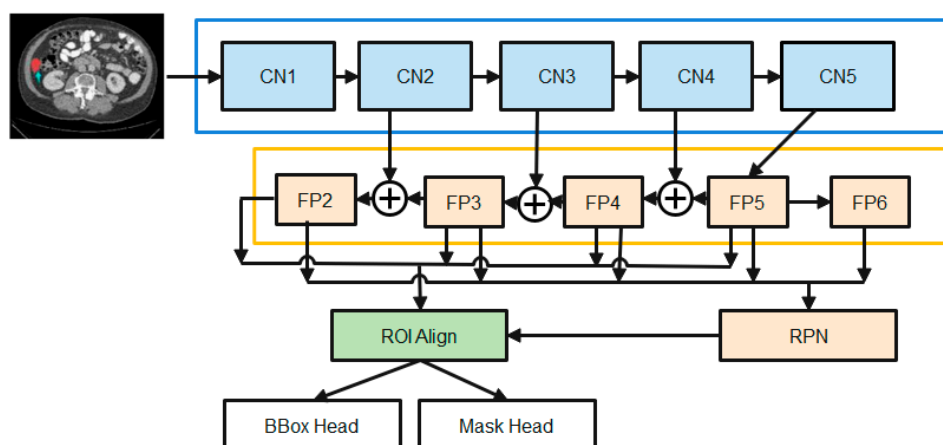 CN1
CN2
CN3
CN4
CN5
FP2
FP3
FP4
FP5
FP6
ROI Align
RPN
BBox Head
Mask Head